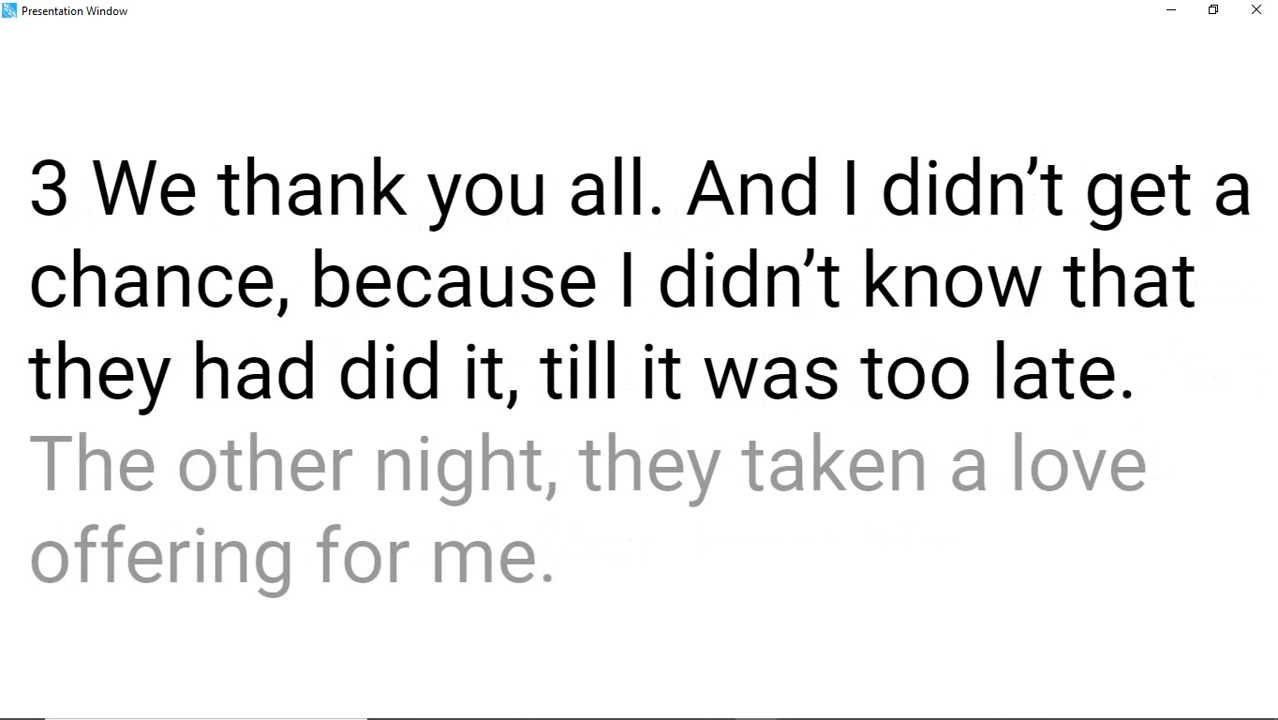 Presentation Window
3 We thank you all. And I didn’t get a
chance, because I didn’t know that
they had did it, till it was too late.
The other night, they taken a love
offering for me.